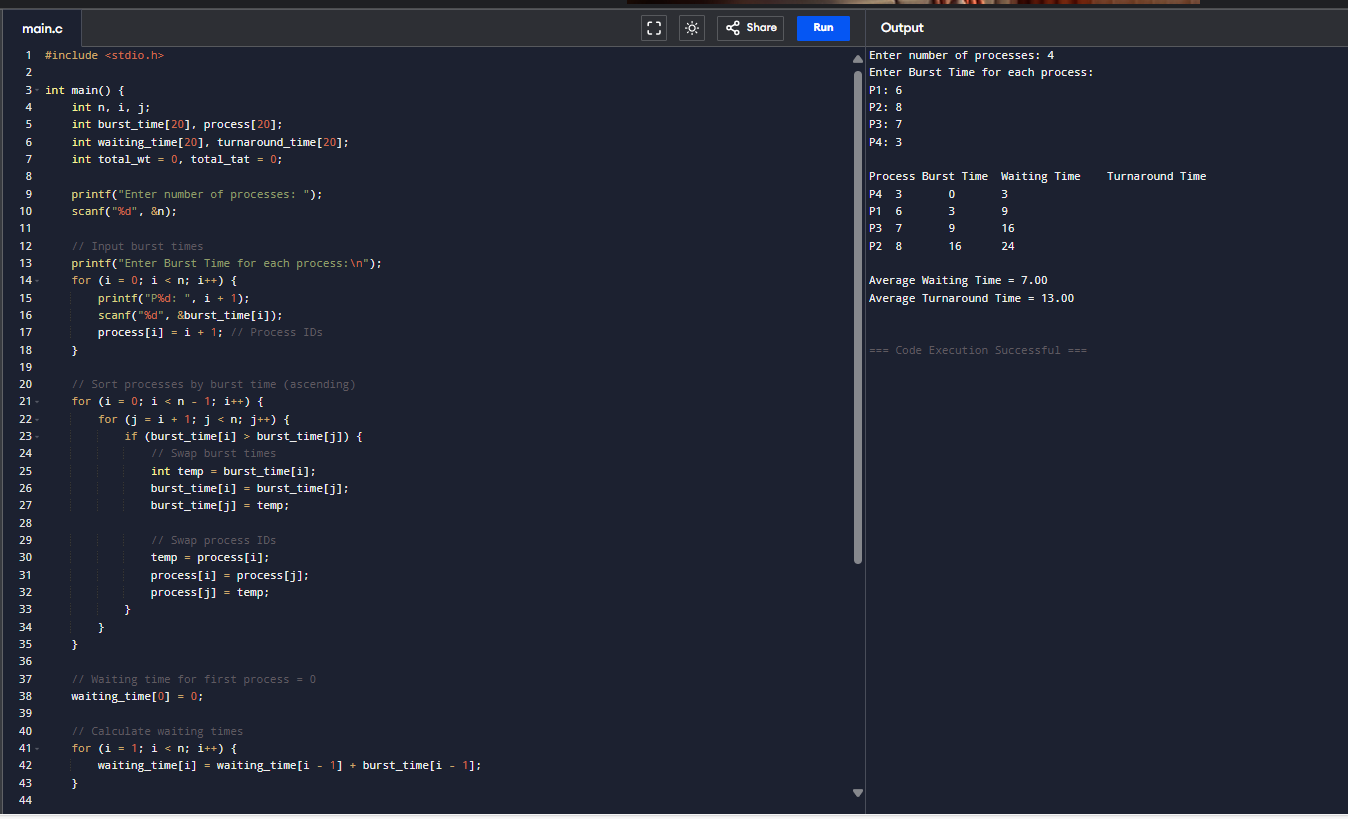 main.c
Share
Run
Output
1 #include <stdio.h>
2
3 int main() {
4     int n, i, j;
5     int burst_time[20], process[20];
6     int waiting_time[20], turnaround_time[20];
7     int total_wt = 0, total_tat = 0;
8
9     printf("Enter number of processes: ");
10     scanf("%d", &n);
11
12     // Input burst times
13     printf("Enter Burst Time for each process:\n");
14     for (i = 0; i < n; i++) {
15         printf("P%d: ", i + 1);
16         scanf("%d", &burst_time[i]);
17         process[i] = i + 1; // Process IDs
18     }
19
20     // Sort processes by burst time (ascending)
21     for (i = 0; i < n - 1; i++) {
22         for (j = i + 1; j < n; j++) {
23             if (burst_time[i] > burst_time[j]) {
24                 // Swap burst times
25                 int temp = burst_time[i];
26                 burst_time[i] = burst_time[j];
27                 burst_time[j] = temp;
28
29                 // Swap process IDs
30                 temp = process[i];
31                 process[i] = process[j];
32                 process[j] = temp;
33             }
34         }
35     }
36
37     // Waiting time for first process = 0
38     waiting_time[0] = 0;
39
40     // Calculate waiting times
41     for (i = 1; i < n; i++) {
42         waiting_time[i] = waiting_time[i - 1] + burst_time[i - 1];
43     }
44
Enter number of processes: 4
Enter Burst Time for each process:
P1: 6
P2: 8
P3: 7
P4: 3
Process Burst Time  Waiting Time    Turnaround Time
P4  3       0       3
P1  6       3       9
P3  7       9       16
P2  8       16      24
Average Waiting Time = 7.00
Average Turnaround Time = 13.00
=== Code Execution Successful ===